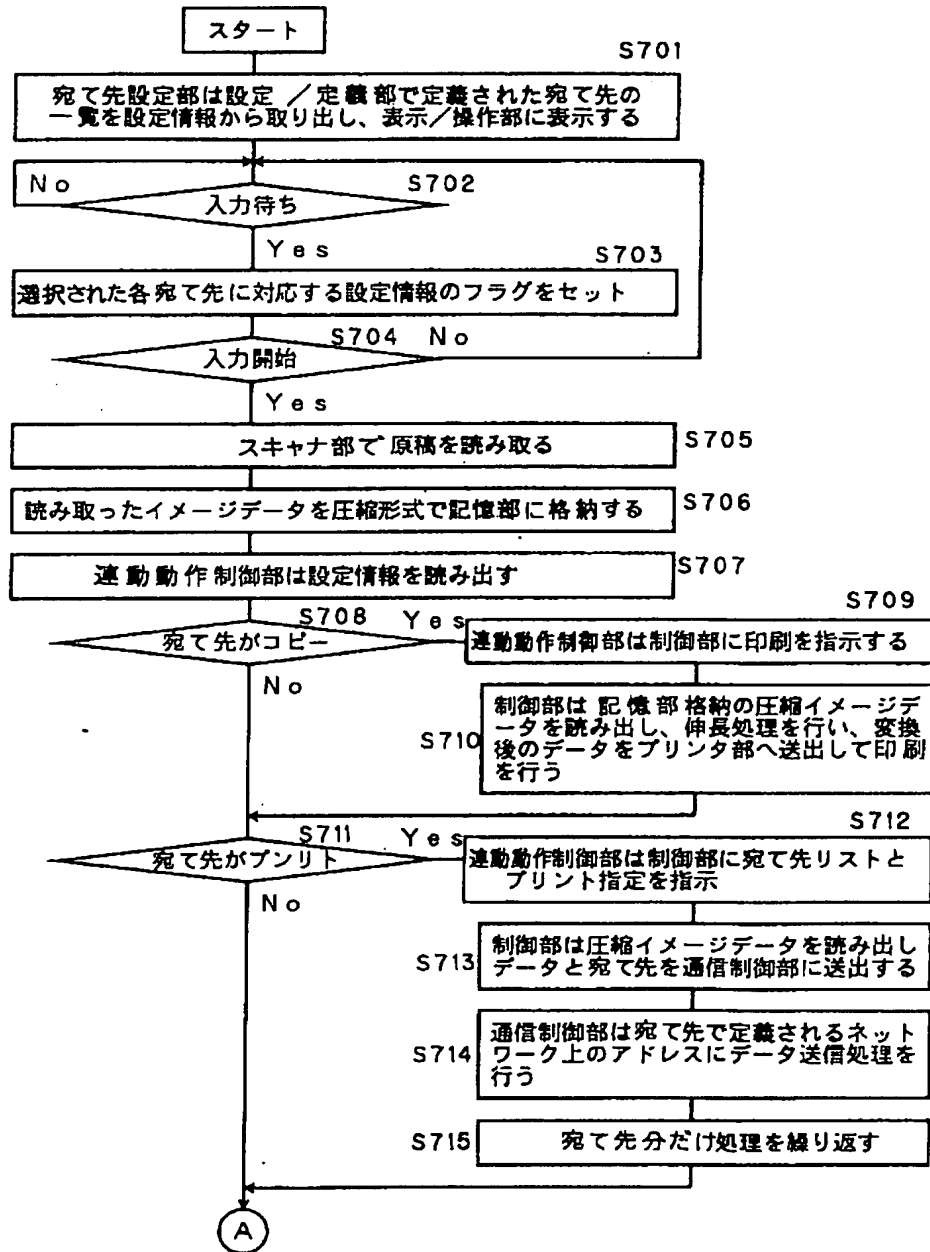 スタート
S701
宛て先設定部は設定／定義部で定義された宛て先の
一覧を設定情報から取り出し、表示／操作部に表示する
No
S702
入力待ち
Yes
S703
選択された各宛て先に対応する設定情報のフラグをセット
S704 No
入力開始
Yes
スキャナ部で原稿を読み取る
S705
読み取ったイメージデータを圧縮形式で記憶部に格納する
S706
連動動作制御部は設定情報を読み出す
S707
S708
宛て先がコピー
Yes
S709
連動動作制御部は制御部に印刷を指示する
No
制御部は記憶部格納の圧縮イメージデ
ータを読み出し、伸長処理を行い、変換
後のデータをプリンタ部へ送出して印刷
を行う
S710
S711
宛て先がプンリト
Yes
S712
連動動作制御部は制御部に宛て先リストと
プリント指定を指示
No
制御部は圧縮イメージデータを読み出し
データと宛て先を通信制御部に送出する
S713
通信制御部は宛て先で定義されるネット
ワーク上のアドレスにデータ送信処理を
行う
S714
S715
宛て先分だけ処理を繰り返す
A